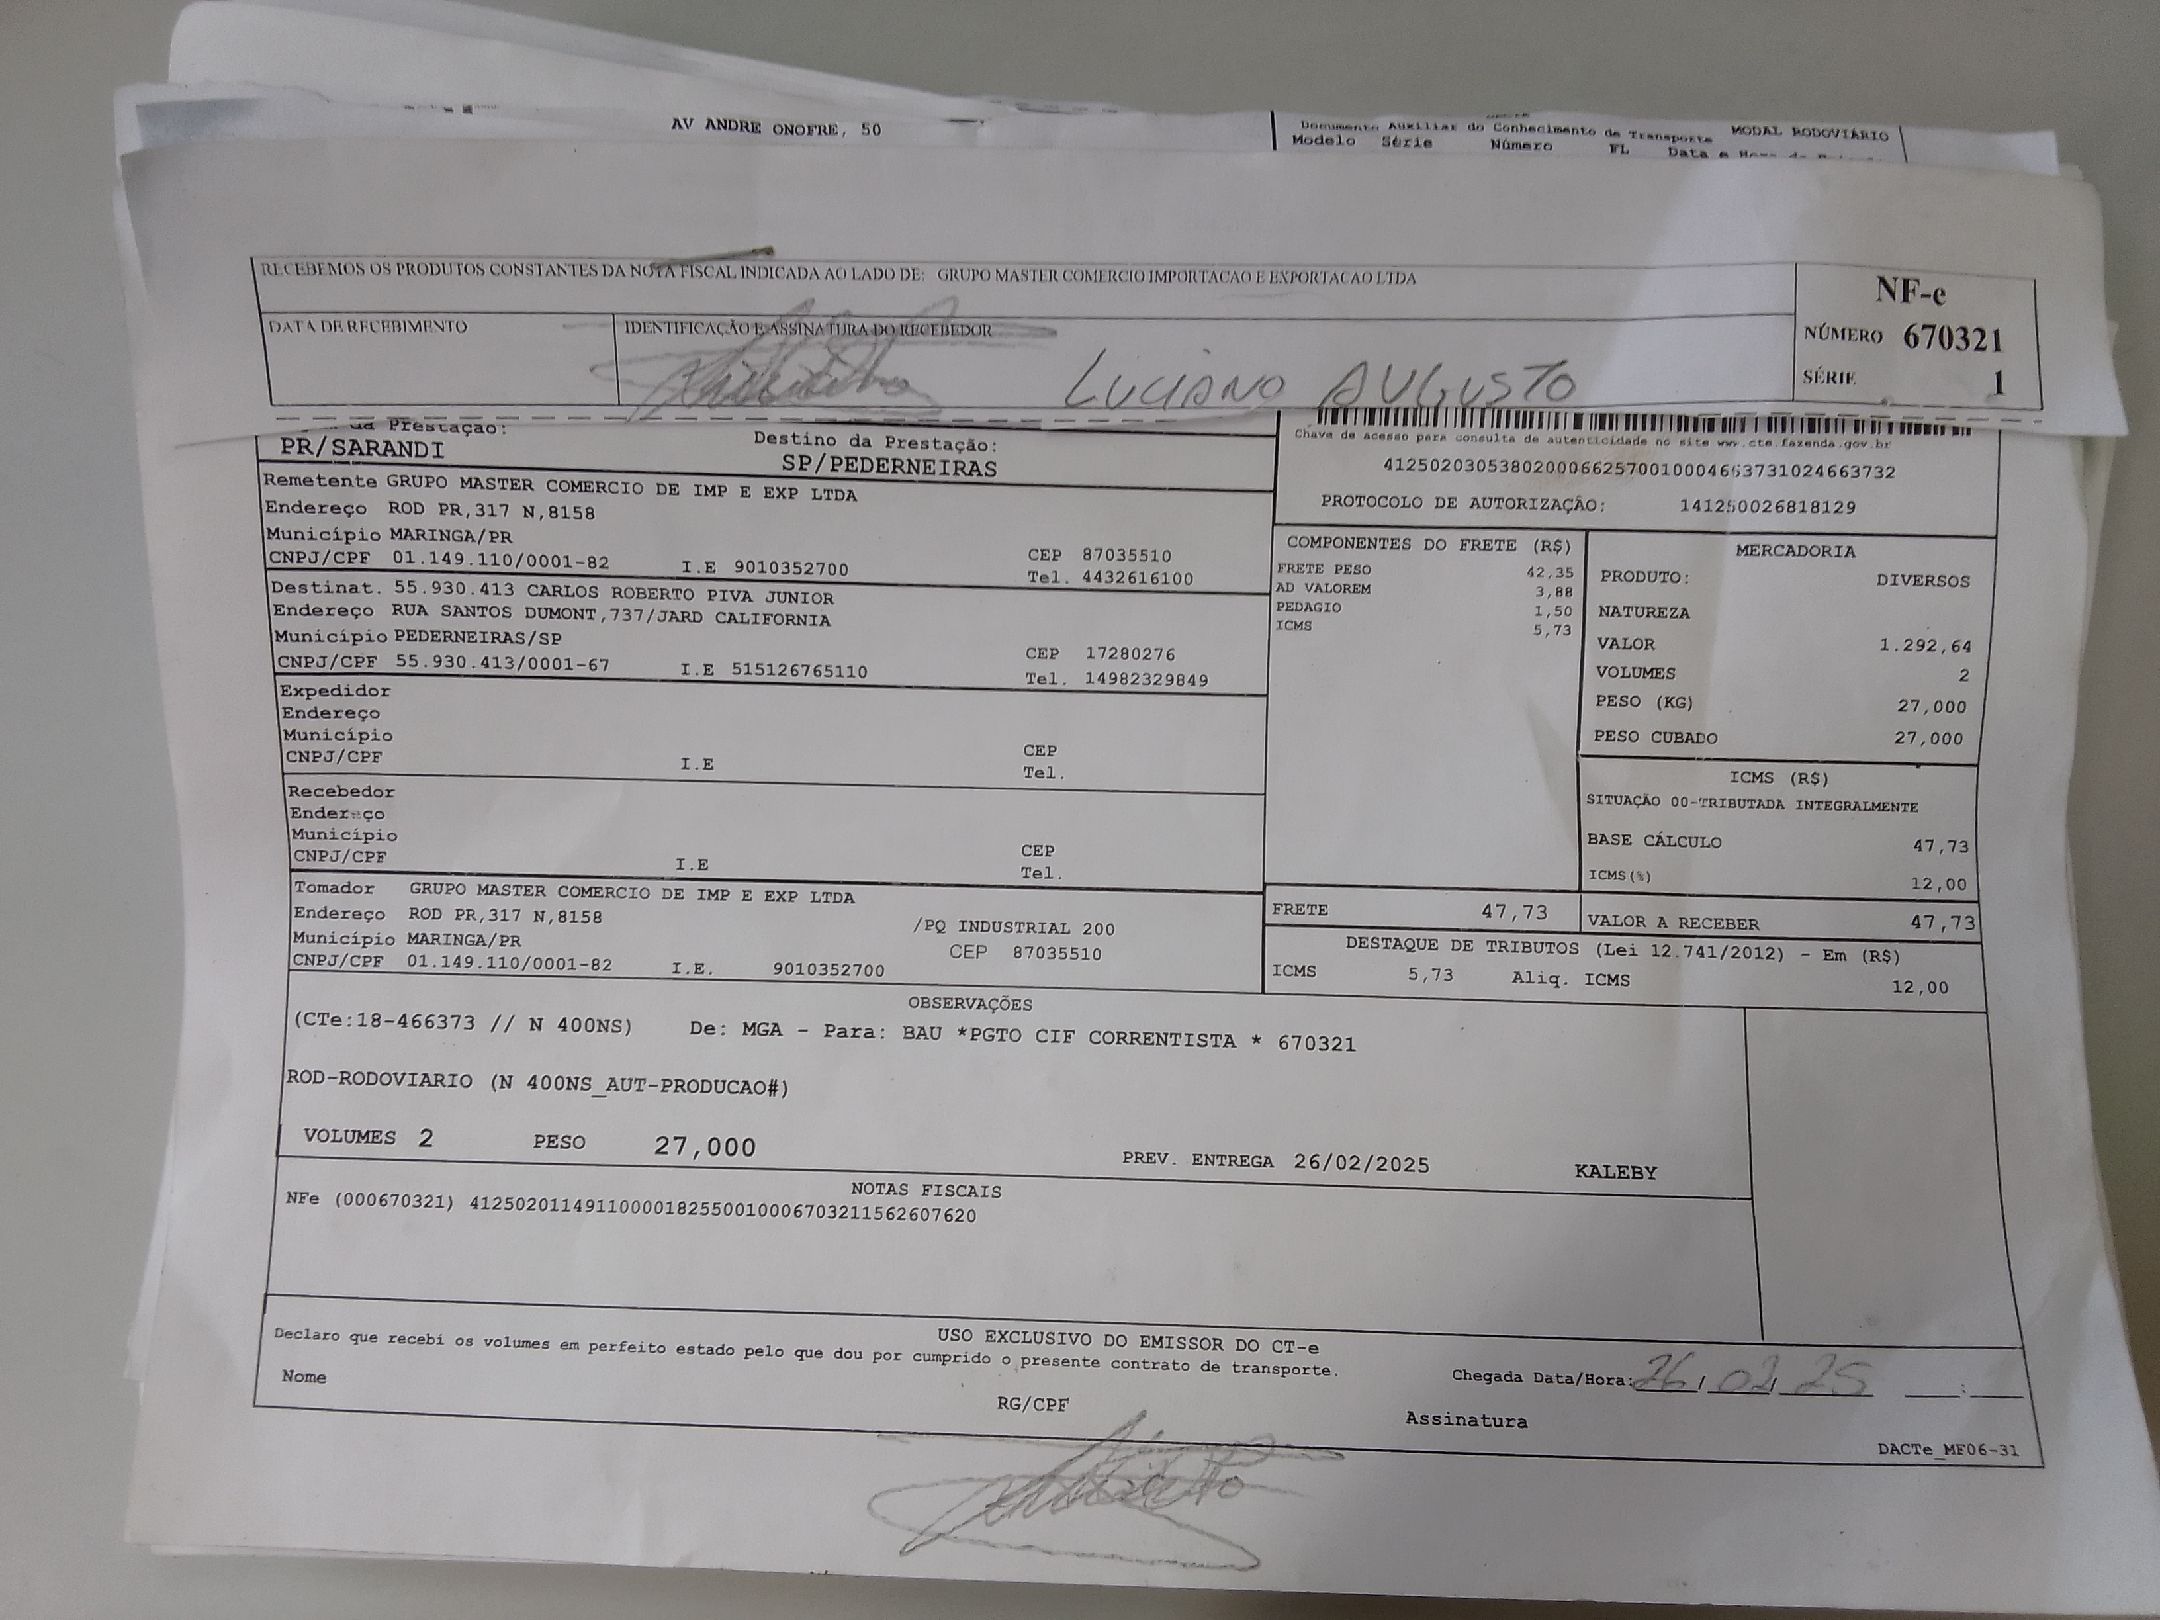 AV ANDRE ONOFRE, 50
Documento Auxiliar do Conhecimento de Transporte MODAL RODOVIÁRIO
Modelo Série Número FL Data e Hora de
RECEBEMOS OS PRODUTOS CONSTANTES DA NOTA FISCAL INDICADA AO LADO DE: GRUPO MASTER COMERCIO IMPORTACAO E EXPORTACAO LTDA
NF-e
NÚMERO 670321
SÉRIE 1
DATA DE RECEBIMENTO
IDENTIFICAÇÃO E ASSINATURA DO RECEBEDOR
LUCIANO AUGUSTO
da Prestação:
PR/SARANDI
Destino da Prestação:
SP/PEDERNEIRAS
Chave de acesso para consulta de autenticidade no site www.cte.fazenda.gov.br
41250203053802000662570010004663731024663732
PROTOCOLO DE AUTORIZAÇÃO: 141250026818129
Remetente GRUPO MASTER COMERCIO DE IMP E EXP LTDA
Endereço ROD PR,317 N,8158
Município MARINGA/PR
CNPJ/CPF 01.149.110/0001-82 I.E 9010352700
CEP 87035510
Tel. 4432616100
Destinat. 55.930.413 CARLOS ROBERTO PIVA JUNIOR
Endereço RUA SANTOS DUMONT,737/JARD CALIFORNIA
Município PEDERNEIRAS/SP
CNPJ/CPF 55.930.413/0001-67 I.E 515126765110
CEP 17280276
Tel. 14982329849
Expedidor
Endereço
Município
CNPJ/CPF I.E
CEP
Tel.
Recebedor
Endereço
Município
CNPJ/CPF I.E
CEP
Tel.
Tomador GRUPO MASTER COMERCIO DE IMP E EXP LTDA
Endereço ROD PR,317 N,8158 /PQ INDUSTRIAL 200
Município MARINGA/PR CEP 87035510
CNPJ/CPF 01.149.110/0001-82 I.E. 9010352700
COMPONENTES DO FRETE (R$)
FRETE PESO 42,35
AD VALOREM 3,88
PEDAGIO 1,50
ICMS 5,73
MERCADORIA
PRODUTO: DIVERSOS
NATUREZA
VALOR 1.292,64
VOLUMES 2
PESO (KG) 27,000
PESO CUBADO 27,000
ICMS (R$)
SITUAÇÃO 00-TRIBUTADA INTEGRALMENTE
BASE CÁLCULO 47,73
ICMS(%) 12,00
FRETE 47,73
VALOR A RECEBER 47,73
DESTAQUE DE TRIBUTOS (Lei 12.741/2012) - Em (R$)
ICMS 5,73 Aliq. ICMS 12,00
OBSERVAÇÕES
(CTe:18-466373 // N 400NS) De: MGA - Para: BAU *PGTO CIF CORRENTISTA * 670321
ROD-RODOVIARIO (N 400NS_AUT-PRODUCAO#)
VOLUMES 2 PESO 27,000 PREV. ENTREGA 26/02/2025 KALEBY
NOTAS FISCAIS
NFe (000670321) 41250201149110000182550010006703211562607620
USO EXCLUSIVO DO EMISSOR DO CT-e
Declaro que recebi os volumes em perfeito estado pelo que dou por cumprido o presente contrato de transporte.
Nome
RG/CPF
Chegada Data/Hora: 26/02/25 :
Assinatura
DACTe_MF06-31